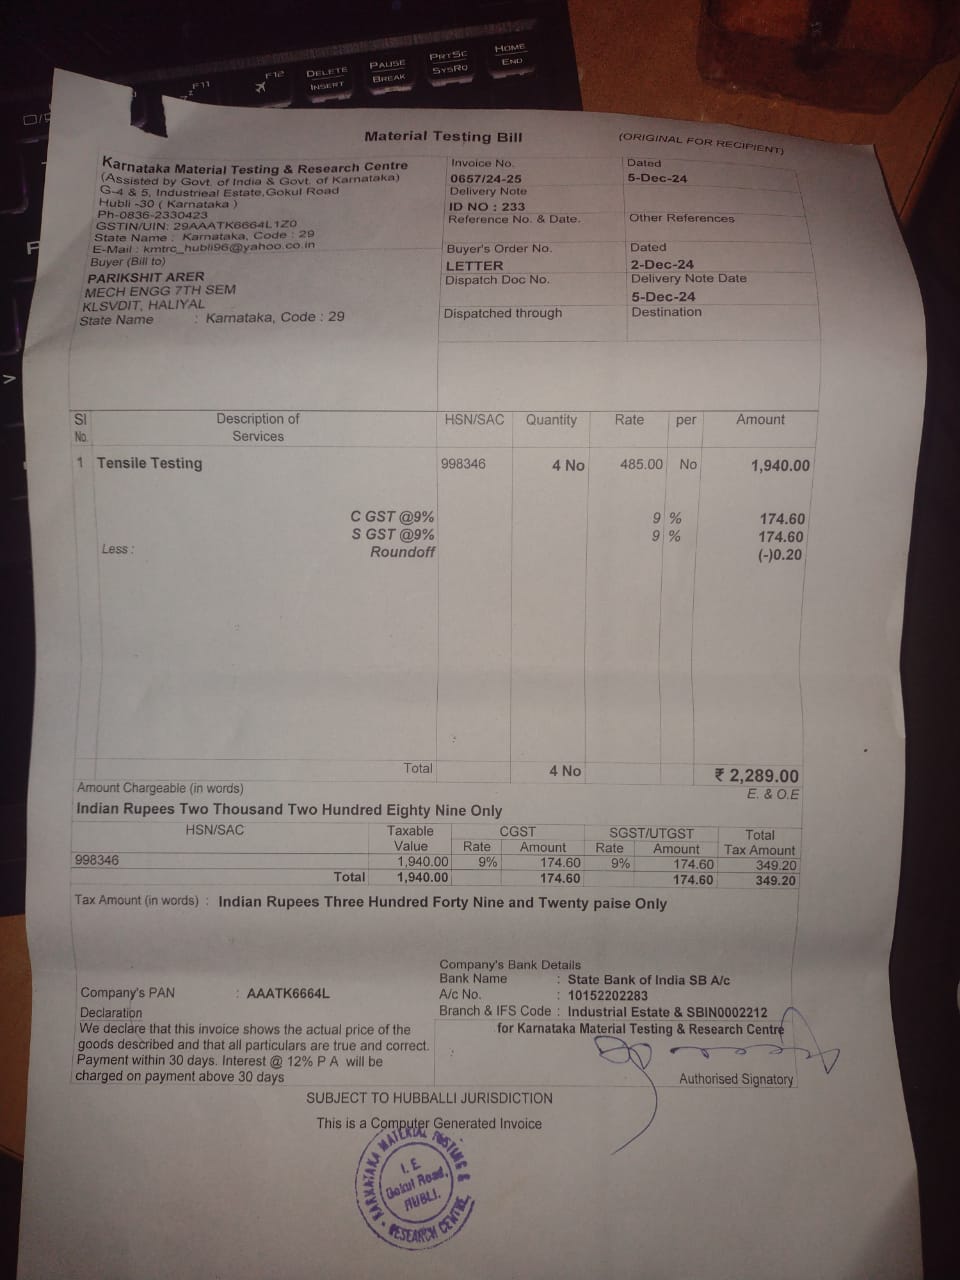 DELETE
INSERT
PAUSE
BREAK
PRTSC
SYSRQ
HOME
END
F11
F12
Material Testing Bill
(ORIGINAL FOR RECIPIENT)
Karnataka Material Testing & Research Centre
(Assisted by Govt. of India & Govt. of Karnataka)
G-4 & 5, Industrieal Estate,Gokul Road
Hubli -30 ( Karnataka )
Ph-0836-2330423
GSTIN/UIN: 29AAATK6664L1Z0
State Name : Karnataka, Code : 29
E-Mail : kmtrc_hubli96@yahoo.co.in
Buyer (Bill to)
PARIKSHIT ARER
MECH ENGG 7TH SEM
KLSVDIT, HALIYAL
State Name : Karnataka, Code : 29
Invoice No. Dated
0657/24-25 5-Dec-24
Delivery Note
ID NO : 233
Reference No. & Date. Other References
Buyer's Order No. Dated
LETTER 2-Dec-24
Dispatch Doc No. Delivery Note Date
5-Dec-24
Dispatched through Destination
Sl Description of HSN/SAC Quantity Rate per Amount
No. Services
1 Tensile Testing 998346 4 No 485.00 No 1,940.00
C GST @9% 9 % 174.60
S GST @9% 9 % 174.60
Less : Roundoff (-)0.20
Total 4 No ₹ 2,289.00
Amount Chargeable (in words) E. & O.E
Indian Rupees Two Thousand Two Hundred Eighty Nine Only
HSN/SAC Taxable CGST SGST/UTGST Total
Value Rate Amount Rate Amount Tax Amount
998346 1,940.00 9% 174.60 9% 174.60 349.20
Total 1,940.00 174.60 174.60 349.20
Tax Amount (in words) : Indian Rupees Three Hundred Forty Nine and Twenty paise Only
Company's Bank Details
Bank Name : State Bank of India SB A/c
Company's PAN : AAATK6664L A/c No. : 10152202283
Branch & IFS Code : Industrial Estate & SBIN0002212
Declaration
We declare that this invoice shows the actual price of the
goods described and that all particulars are true and correct.
Payment within 30 days. Interest @ 12% P A will be
charged on payment above 30 days
for Karnataka Material Testing & Research Centre
Authorised Signatory
SUBJECT TO HUBBALLI JURISDICTION
This is a Computer Generated Invoice
KARNATAKA MATERIAL TESTING & RESEARCH CENTRE
I. E.
Gokul Road,
HUBLI.